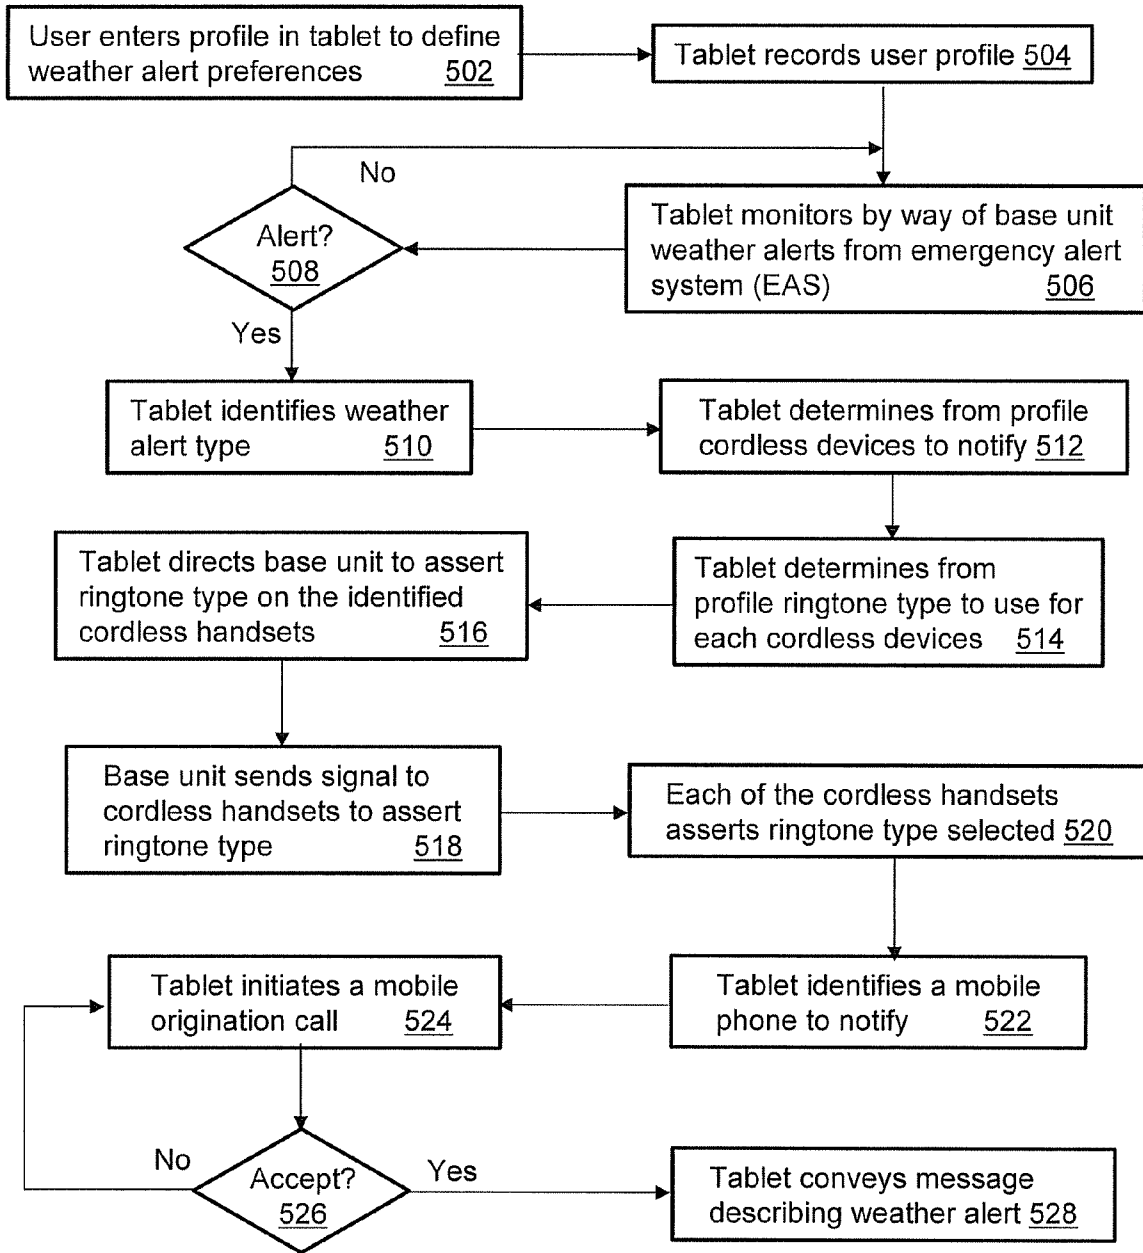 User enters profile in tablet to define
weather alert preferences 502
Tablet records user profile 504
No
Tablet monitors by way of base unit
weather alerts from emergency alert
system (EAS) 506
Alert?
508
Yes
Tablet identifies weather
alert type 510
Tablet determines from profile
cordless devices to notify 512
Tablet determines from
profile ringtone type to use for
each cordless devices 514
Tablet directs base unit to assert
ringtone type on the identified
cordless handsets 516
Base unit sends signal to
cordless handsets to assert
ringtone type 518
Each of the cordless handsets
asserts ringtone type selected 520
Tablet identifies a mobile
phone to notify 522
Tablet initiates a mobile
origination call 524
Accept?
526
No
Yes
Tablet conveys message
describing weather alert 528